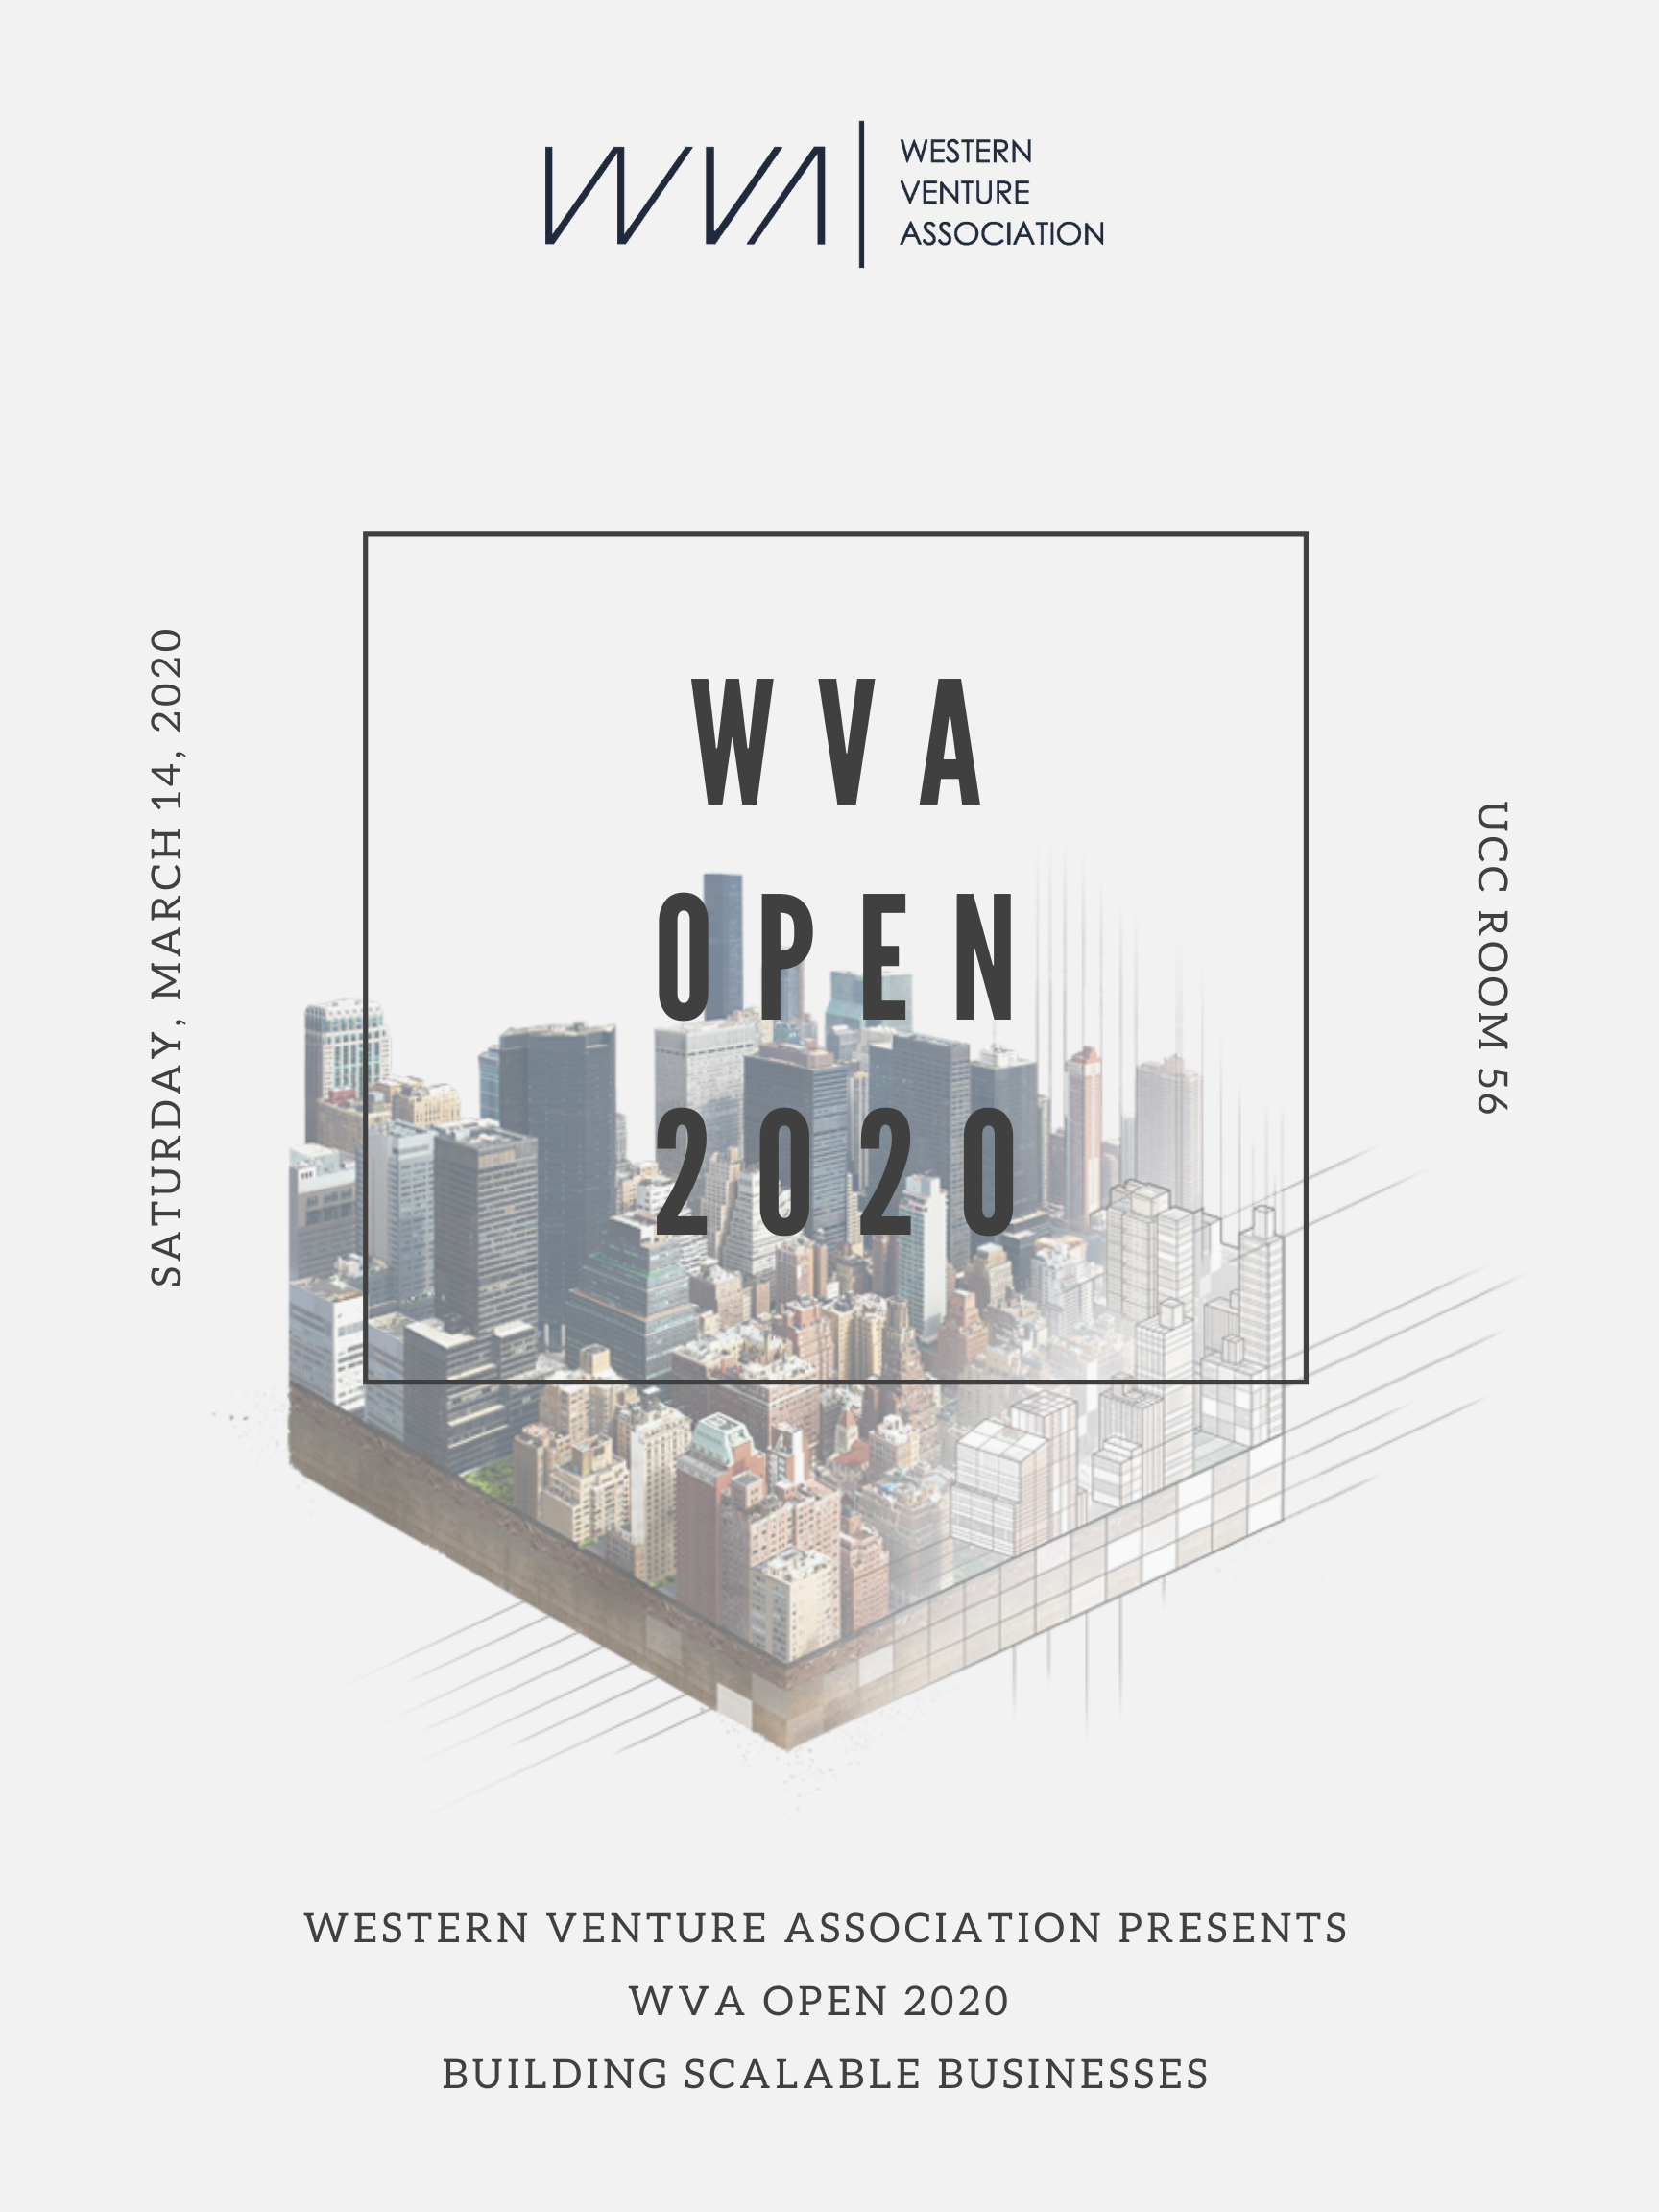 WVA
WESTERN
VENTURE
ASSOCIATION
SATURDAY, MARCH 14, 2020
WVA
OPEN
2020
UCC ROOM 56
WESTERN VENTURE ASSOCIATION PRESENTS
WVA OPEN 2020
BUILDING SCALABLE BUSINESSES